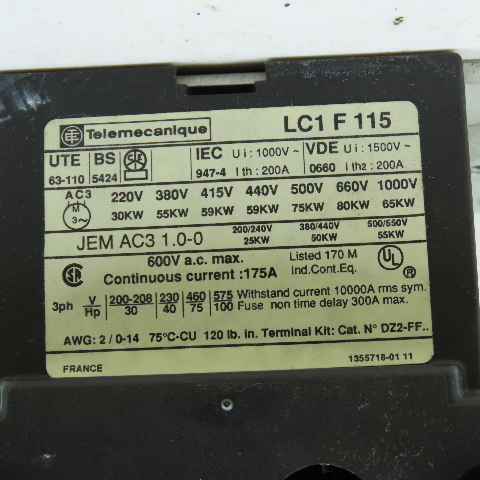 Telemecanique LC1 F 115
UTE BS IEC Ui: 1000V ~ VDE Ui: 1500V ~
63-110 5424 947-4 Ith: 200A 0660 Ith2: 200A
AC3 220V 380V 415V 440V 500V 660V 1000V
M 3~ 30KW 55KW 59KW 59KW 75KW 80KW 65KW
JEM AC3 1.0-0 200/240V 380/440V 500/550V
25KW 50KW 55KW
600V a.c. max. Listed 170 M
Continuous current :175A Ind.Cont.Eq.
3ph V 200-208 230 460 575 Withstand current 10000A rms sym.
Hp 30 40 75 100 Fuse non time delay 300A max.
AWG: 2 / 0-14 75°C-CU 120 lb. in. Terminal Kit: Cat. N° DZ2-FF..
FRANCE 1355718-01 11